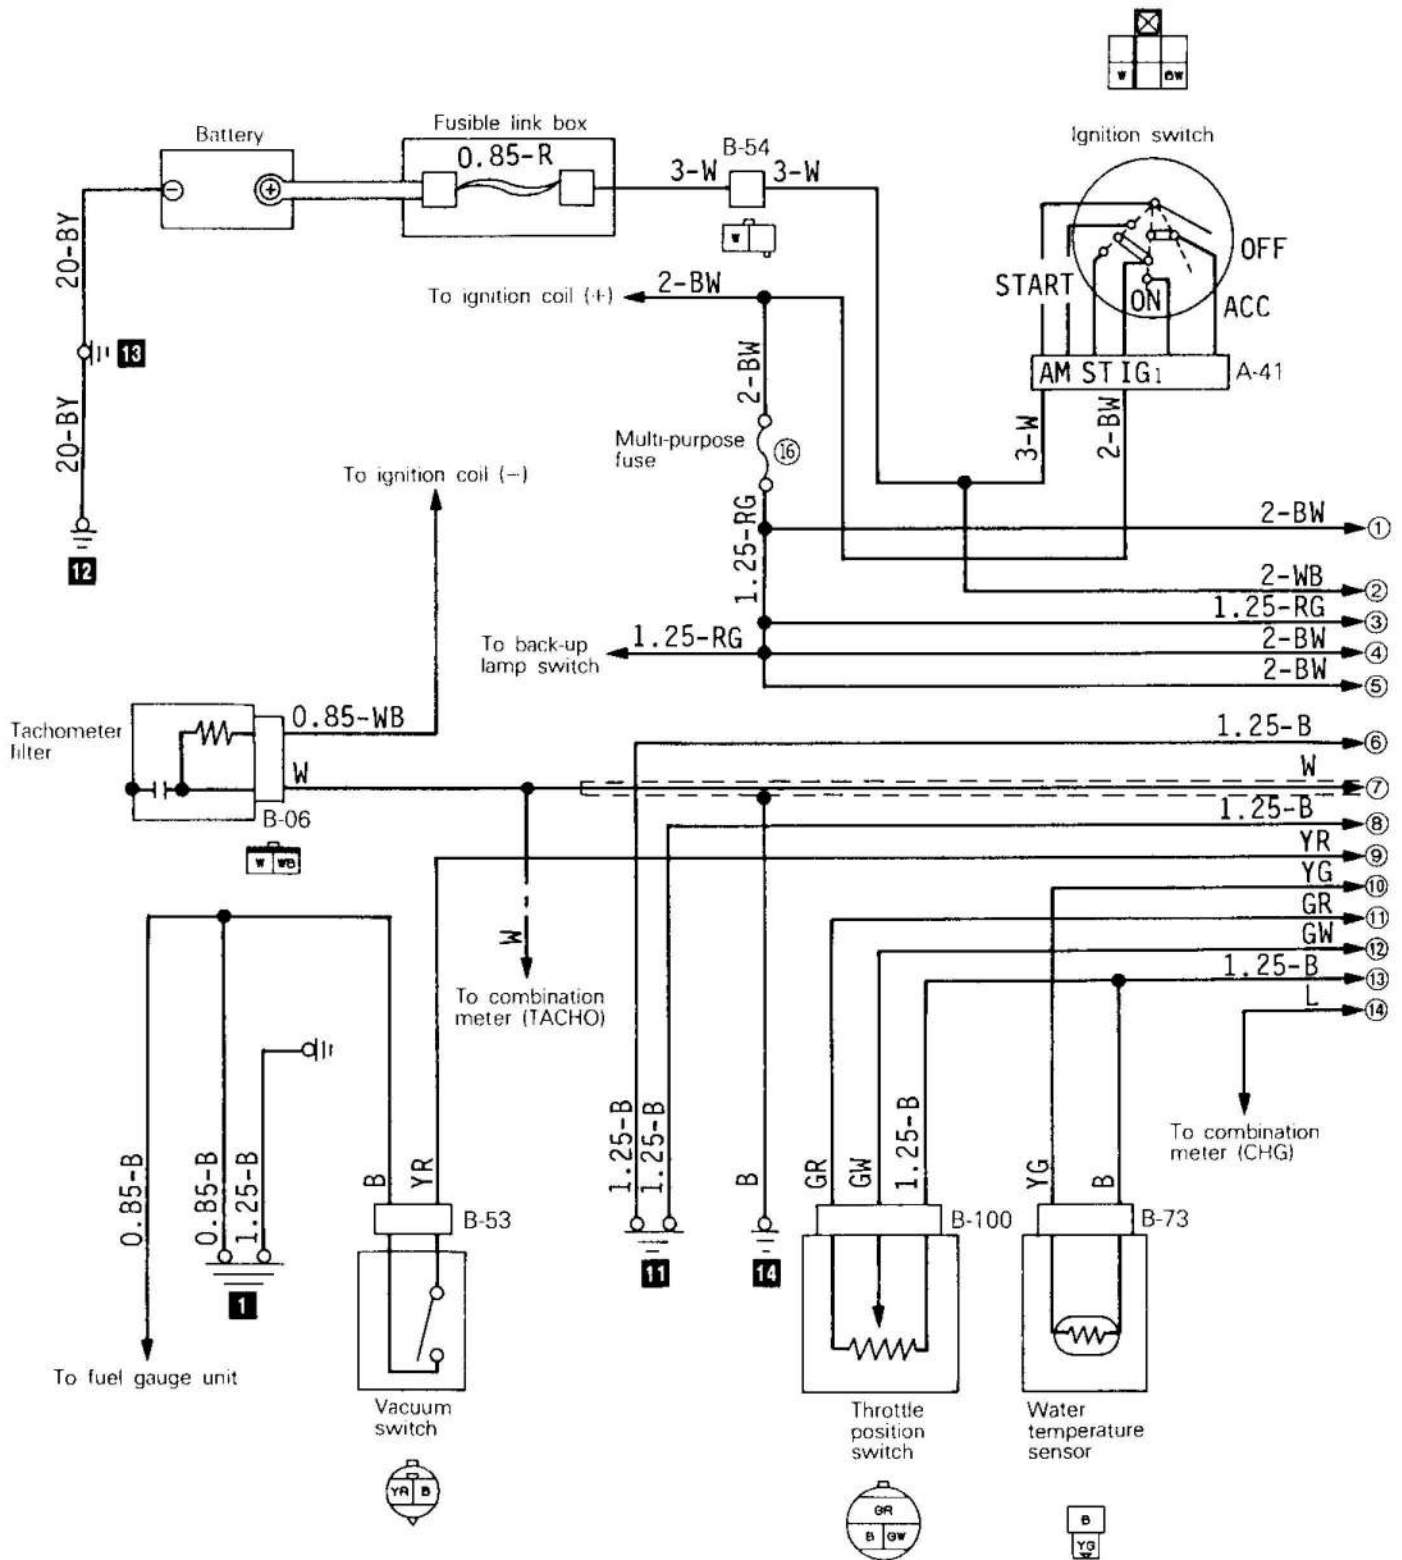 W
BW
Ignition switch
Battery
Fusible link box
0.85-R
B-54
3-W
3-W
W
20-BY
OFF
START
ON
ACC
To ignition coil (+)
2-BW
13
2-BW
AM ST IG1
A-41
20-BY
3-W
2-BW
Multi-purpose
fuse
16
To ignition coil (−)
1.25-RG
2-BW
1
12
2-WB
2
1.25-RG
3
To back-up
lamp switch
1.25-RG
2-BW
4
2-BW
5
Tachometer
filter
0.85-WB
1.25-B
6
W
W
7
B-06
1.25-B
8
W
WB
YR
9
YG
10
GR
11
GW
12
W
1.25-B
13
To combination
meter (TACHO)
L
14
To combination
meter (CHG)
0.85-B
0.85-B
1.25-B
B
YR
1.25-B
1.25-B
B
GR
GW
1.25-B
YG
B
B-53
B-100
B-73
1
11
14
To fuel gauge unit
Vacuum
switch
Throttle
position
switch
Water
temperature
sensor
YR
B
GR
B
GW
B
YG